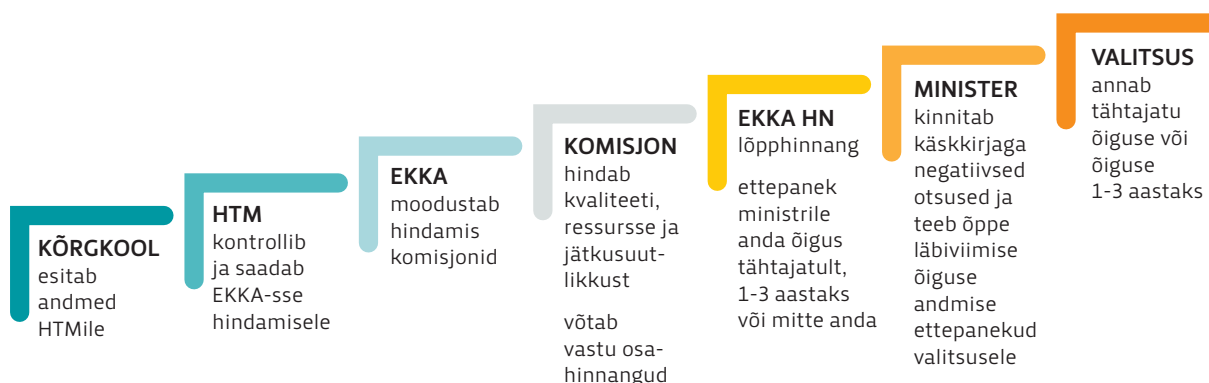 KÕRGKOOL
esitab
andmed
HTMile
HTM
kontrollib
ja saadab
EKKA-sse
hindamisele
EKKA
moodustab
hindamis
komisjonid
KOMISJON
hindab
kvaliteeti,
ressursse ja
jätkusuut-
likkust
võtab
vastu osa-
hinnangud
EKKA HN
lõpphinnang
ettepanek
ministrile
anda õigus
tähtajatult,
1-3 aastaks
või mitte anda
MINISTER
kinnitab
käskkirjaga
negatiivsed
otsused ja
teeb õppe
läbiviimise
õiguse
andmise
ettepanekud
valitsusele
VALITSUS
annab
tähtajatu
õiguse või
õiguse
1-3 aastaks